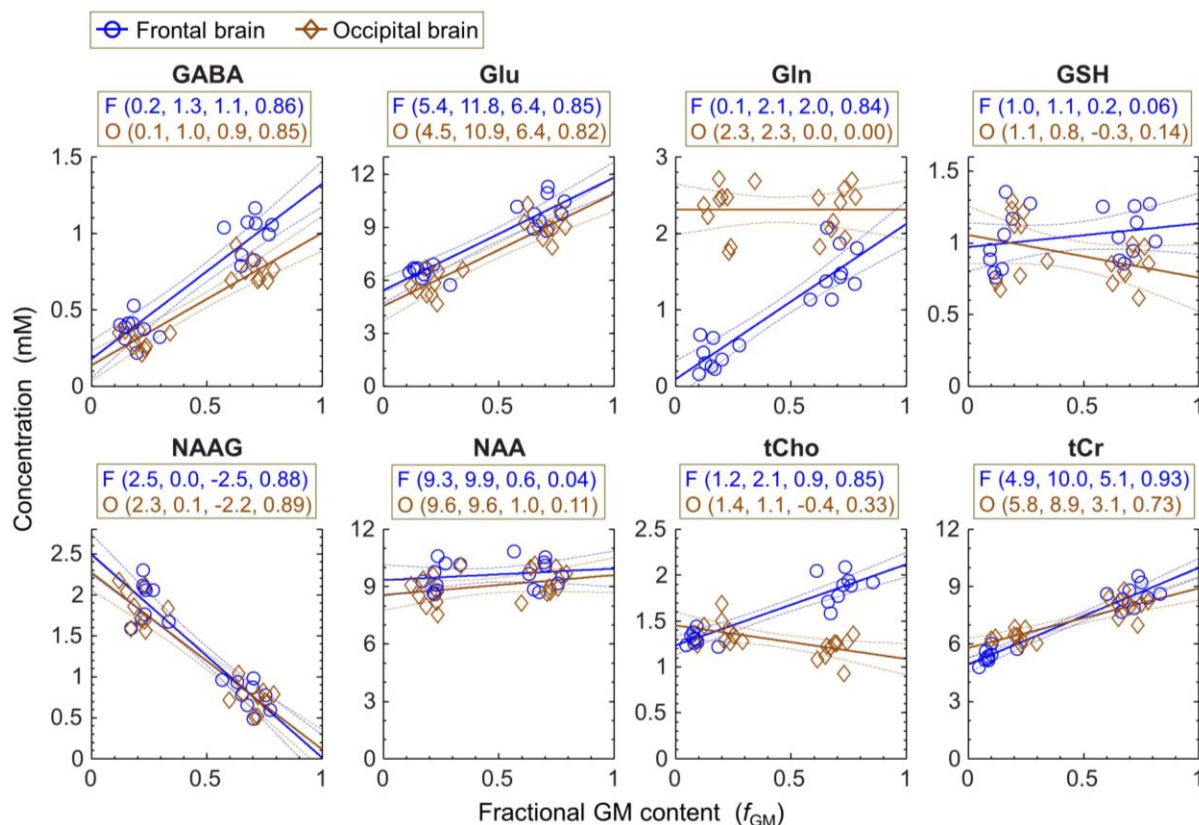 Frontal brain Occipital brain
GABA Glu Gln GSH
F (0.2, 1.3, 1.1, 0.86) F (5.4, 11.8, 6.4, 0.85) F (0.1, 2.1, 2.0, 0.84) F (1.0, 1.1, 0.2, 0.06)
O (0.1, 1.0, 0.9, 0.85) O (4.5, 10.9, 6.4, 0.82) O (2.3, 2.3, 0.0, 0.00) O (1.1, 0.8, -0.3, 0.14)
1.5 12 3 1.5
1 9 2 1
6
0.5 3 1 0.5
0 0 0 0
0 0.5 1 0 0.5 1 0 0.5 1 0 0.5 1
Concentration (mM)
NAAG NAA tCho tCr
F (2.5, 0.0, -2.5, 0.88) F (9.3, 9.9, 0.6, 0.04) F (1.2, 2.1, 0.9, 0.85) F (4.9, 10.0, 5.1, 0.93)
O (2.3, 0.1, -2.2, 0.89) O (9.6, 9.6, 1.0, 0.11) O (1.4, 1.1, -0.4, 0.33) O (5.8, 8.9, 3.1, 0.73)
12 2.5 12
2.5 9 2 9
2
1.5 6 1.5 6
1 1
0.5 3 0.5 3
0 0 0 0
0 0.5 1 0 0.5 1 0 0.5 1 0 0.5 1
Fractional GM content (fGM)